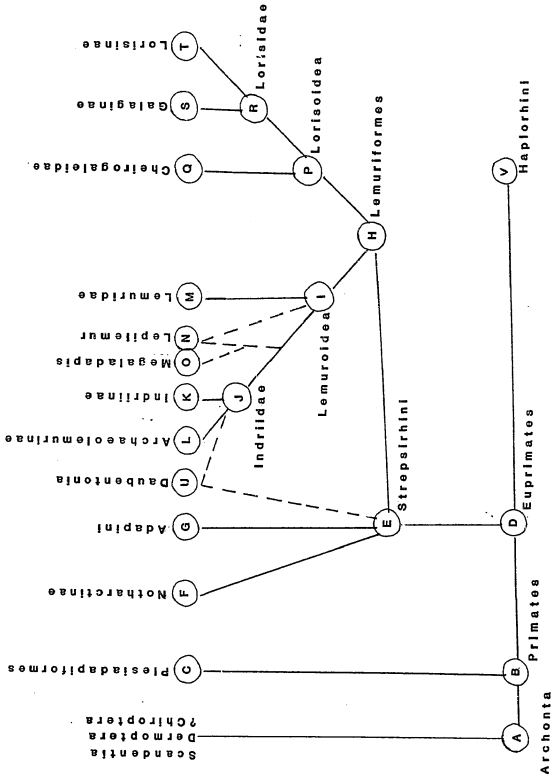 T Lorisinae
S Galaginae
R Lorisidae
Q Cheirogaleidae
P Lorisoidea
H Lemuriformes
M Lemuridae
I Lemuroidea
N Lepilemur
O Megaladapis
K Indriinae
J Indriidae
L Archaeolemurinae
U Daubentonia
G Adapini
E Strepsirhini
F Notharctinae
V Haplorhini
D Euprimates
C Plesiadapiformes
B Primates
?Chiroptera
Dermoptera
Scandentia
A Archonta